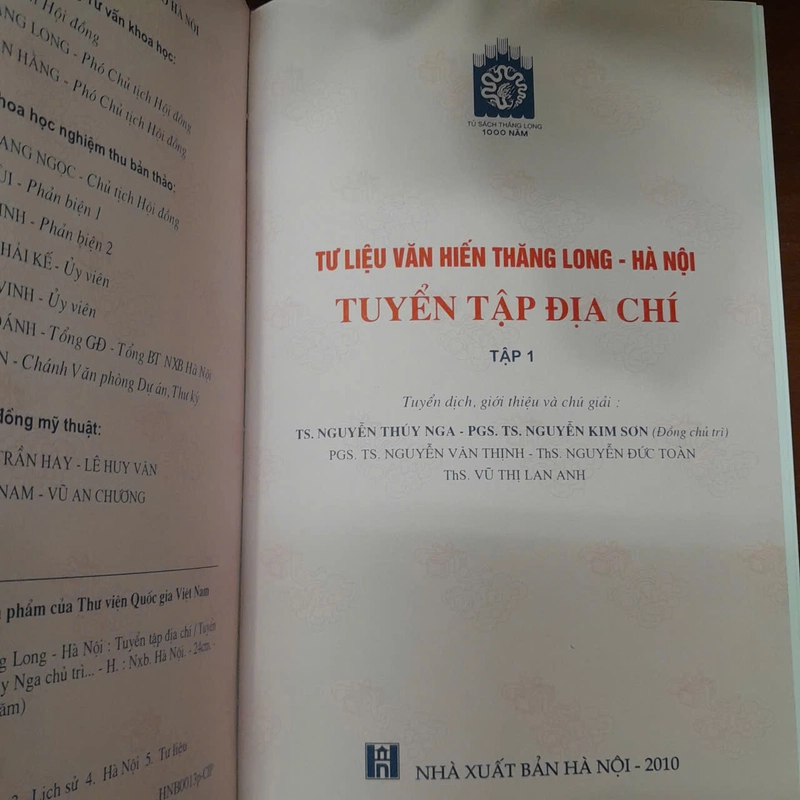 Ư HÀ NỘI
Tư vấn khoa học:
Hội đồng
ANG LONG - Phó Chủ tịch Hội đồng
N HẰNG - Phó Chủ tịch Hội đồng
hoa học nghiệm thu bản thảo:
ANG NGỌC - Chủ tịch Hội đồng
ÙI - Phản biện 1
INH - Phản biện 2
HẢI KẾ - Ủy viên
VINH - Ủy viên
OÁNH - Tổng GĐ - Tổng BT NXB Hà Nội
N - Chánh Văn phòng Dự án, Thư ký
đồng mỹ thuật:
TRẦN HAY - LÊ HUY VĂN
NAM - VŨ AN CHƯƠNG
phẩm của Thư viện Quốc gia Việt Nam
ng Long - Hà Nội : Tuyển tập địa chí / Tuyển
y Nga chủ trì... - H. : Nxb. Hà Nội. - 24cm.
ăm)
Lịch sử 4. Hà Nội 5. Tư liệu
HNB0013p-CIP
TỦ SÁCH THĂNG LONG
1000 NĂM
TƯ LIỆU VĂN HIẾN THĂNG LONG - HÀ NỘI
TUYỂN TẬP ĐỊA CHÍ
TẬP 1
Tuyển dịch, giới thiệu và chú giải :
TS. NGUYỄN THÚY NGA - PGS. TS. NGUYỄN KIM SƠN (Đồng chủ trì)
PGS. TS. NGUYỄN VĂN THỊNH - ThS. NGUYỄN ĐỨC TOÀN
ThS. VŨ THỊ LAN ANH
NHÀ XUẤT BẢN HÀ NỘI - 2010